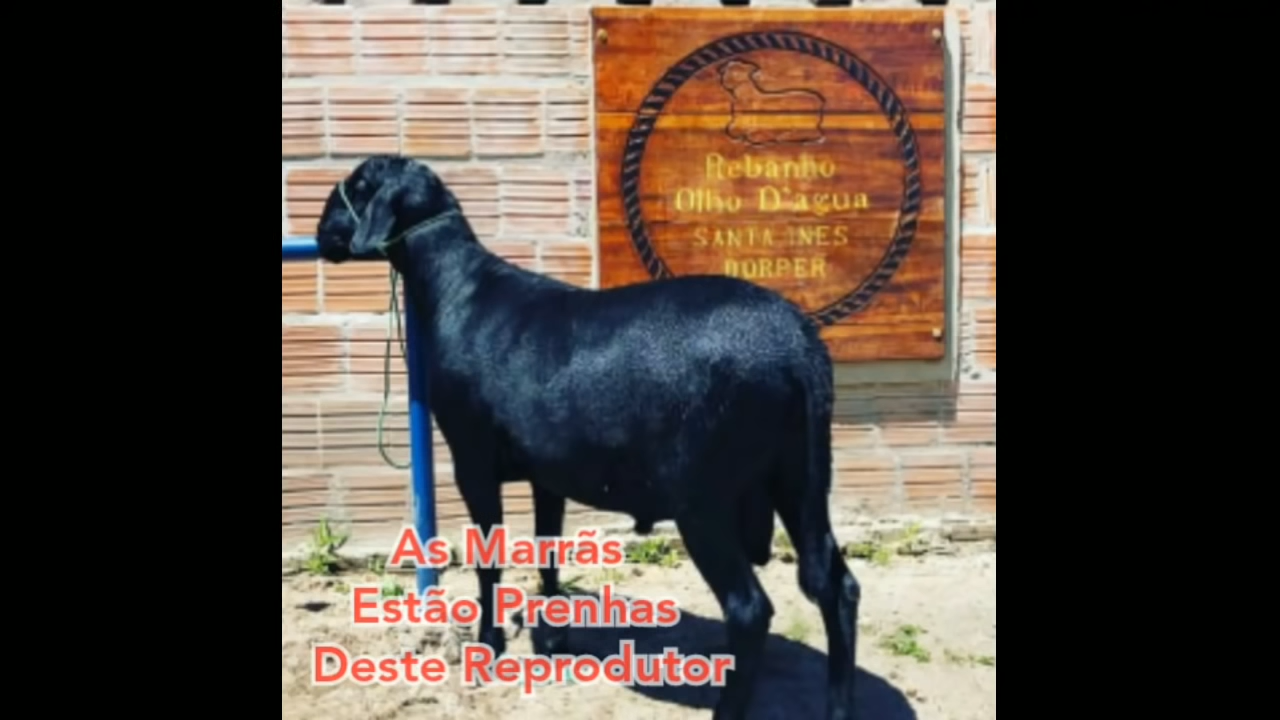 Rebanho
Olho D'agua
SANTA INES
DORPER
As Marrãs
Estão Prenhas
Deste Reprodutor